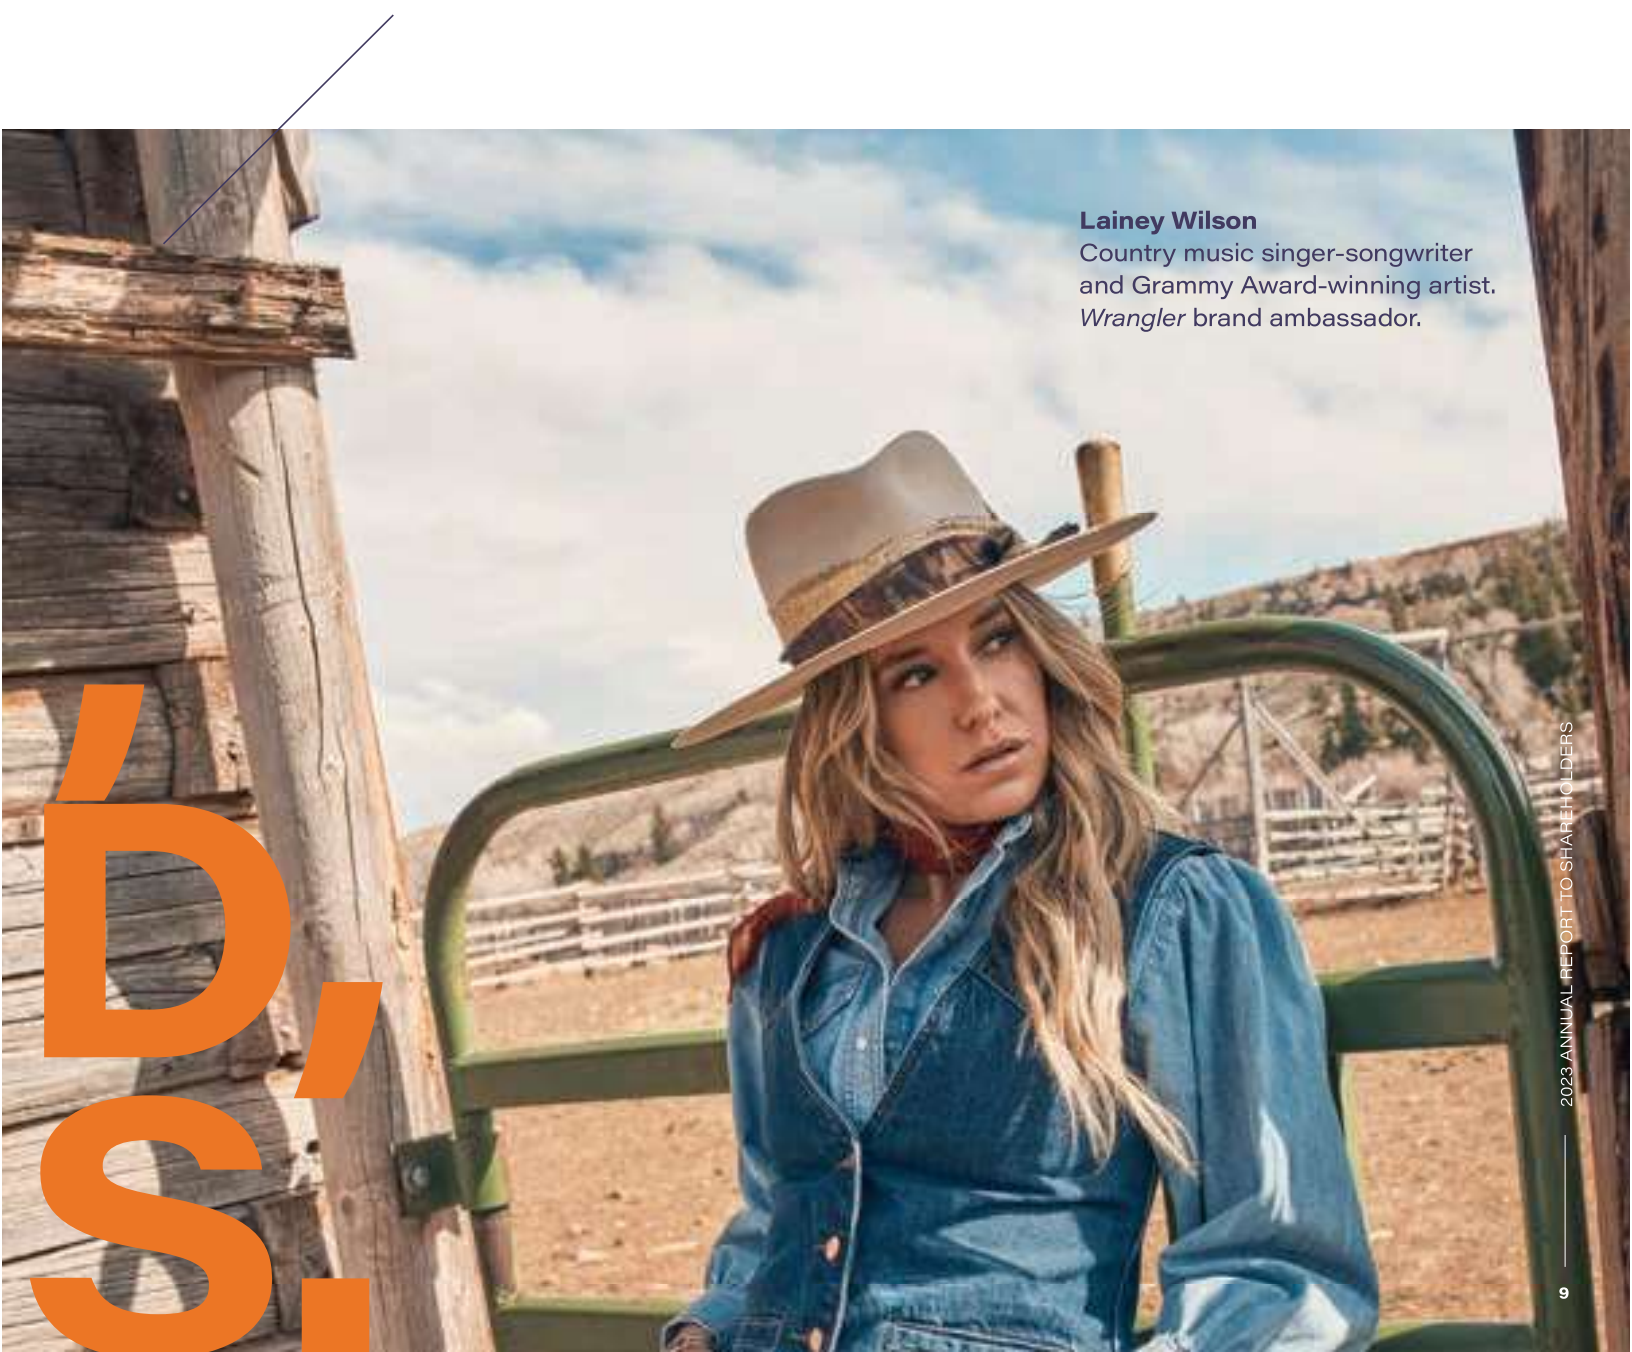 Lainey Wilson
Country music singer-songwriter
and Grammy Award-winning artist.
Wrangler brand ambassador.
,
D,
S.
2023 ANNUAL REPORT TO SHAREHOLDERS
9